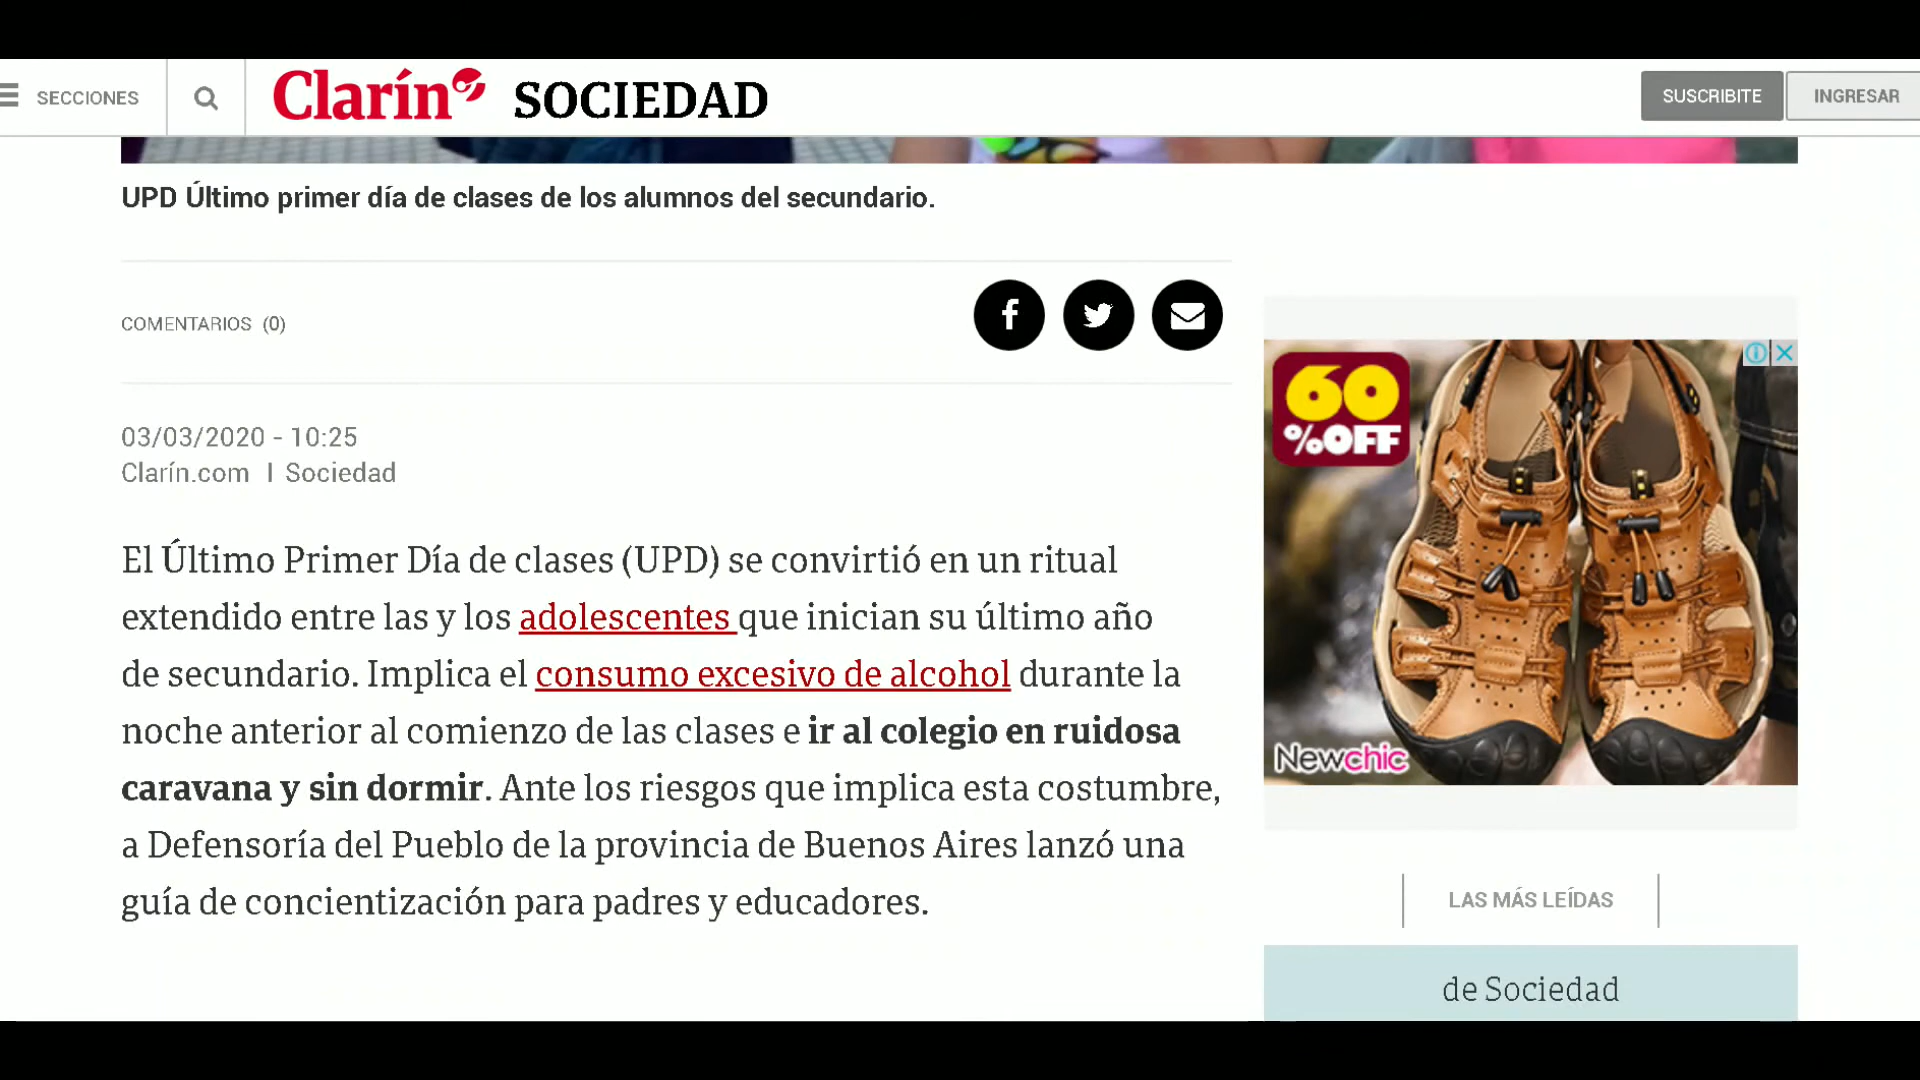 SECCIONES
Clarín
SOCIEDAD
SUSCRIBITE
INGRESAR
UPD Último primer día de clases de los alumnos del secundario.
COMENTARIOS (0)
03/03/2020 - 10:25
Clarín.com | Sociedad
El Último Primer Día de clases (UPD) se convirtió en un ritual
extendido entre las y los adolescentes que inician su último año
de secundario. Implica el consumo excesivo de alcohol durante la
noche anterior al comienzo de las clases e ir al colegio en ruidosa
caravana y sin dormir. Ante los riesgos que implica esta costumbre,
a Defensoría del Pueblo de la provincia de Buenos Aires lanzó una
guía de concientización para padres y educadores.
60
%OFF
Newchic
LAS MÁS LEÍDAS
de Sociedad